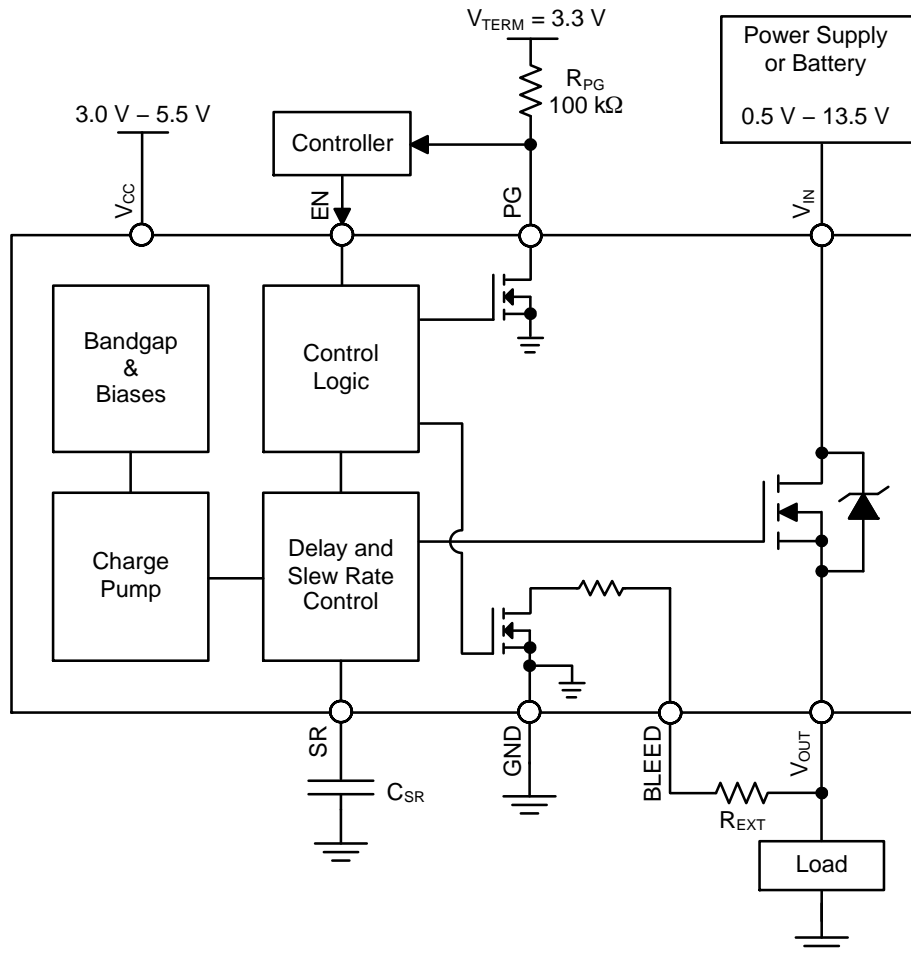 V_TERM = 3.3 V
R_PG
100 kΩ
Power Supply
or Battery
0.5 V – 13.5 V
3.0 V – 5.5 V
Controller
V_CC
EN
PG
V_IN
Bandgap
&
Biases
Control
Logic
Charge
Pump
Delay and
Slew Rate
Control
SR
GND
BLEED
V_OUT
C_SR
R_EXT
Load